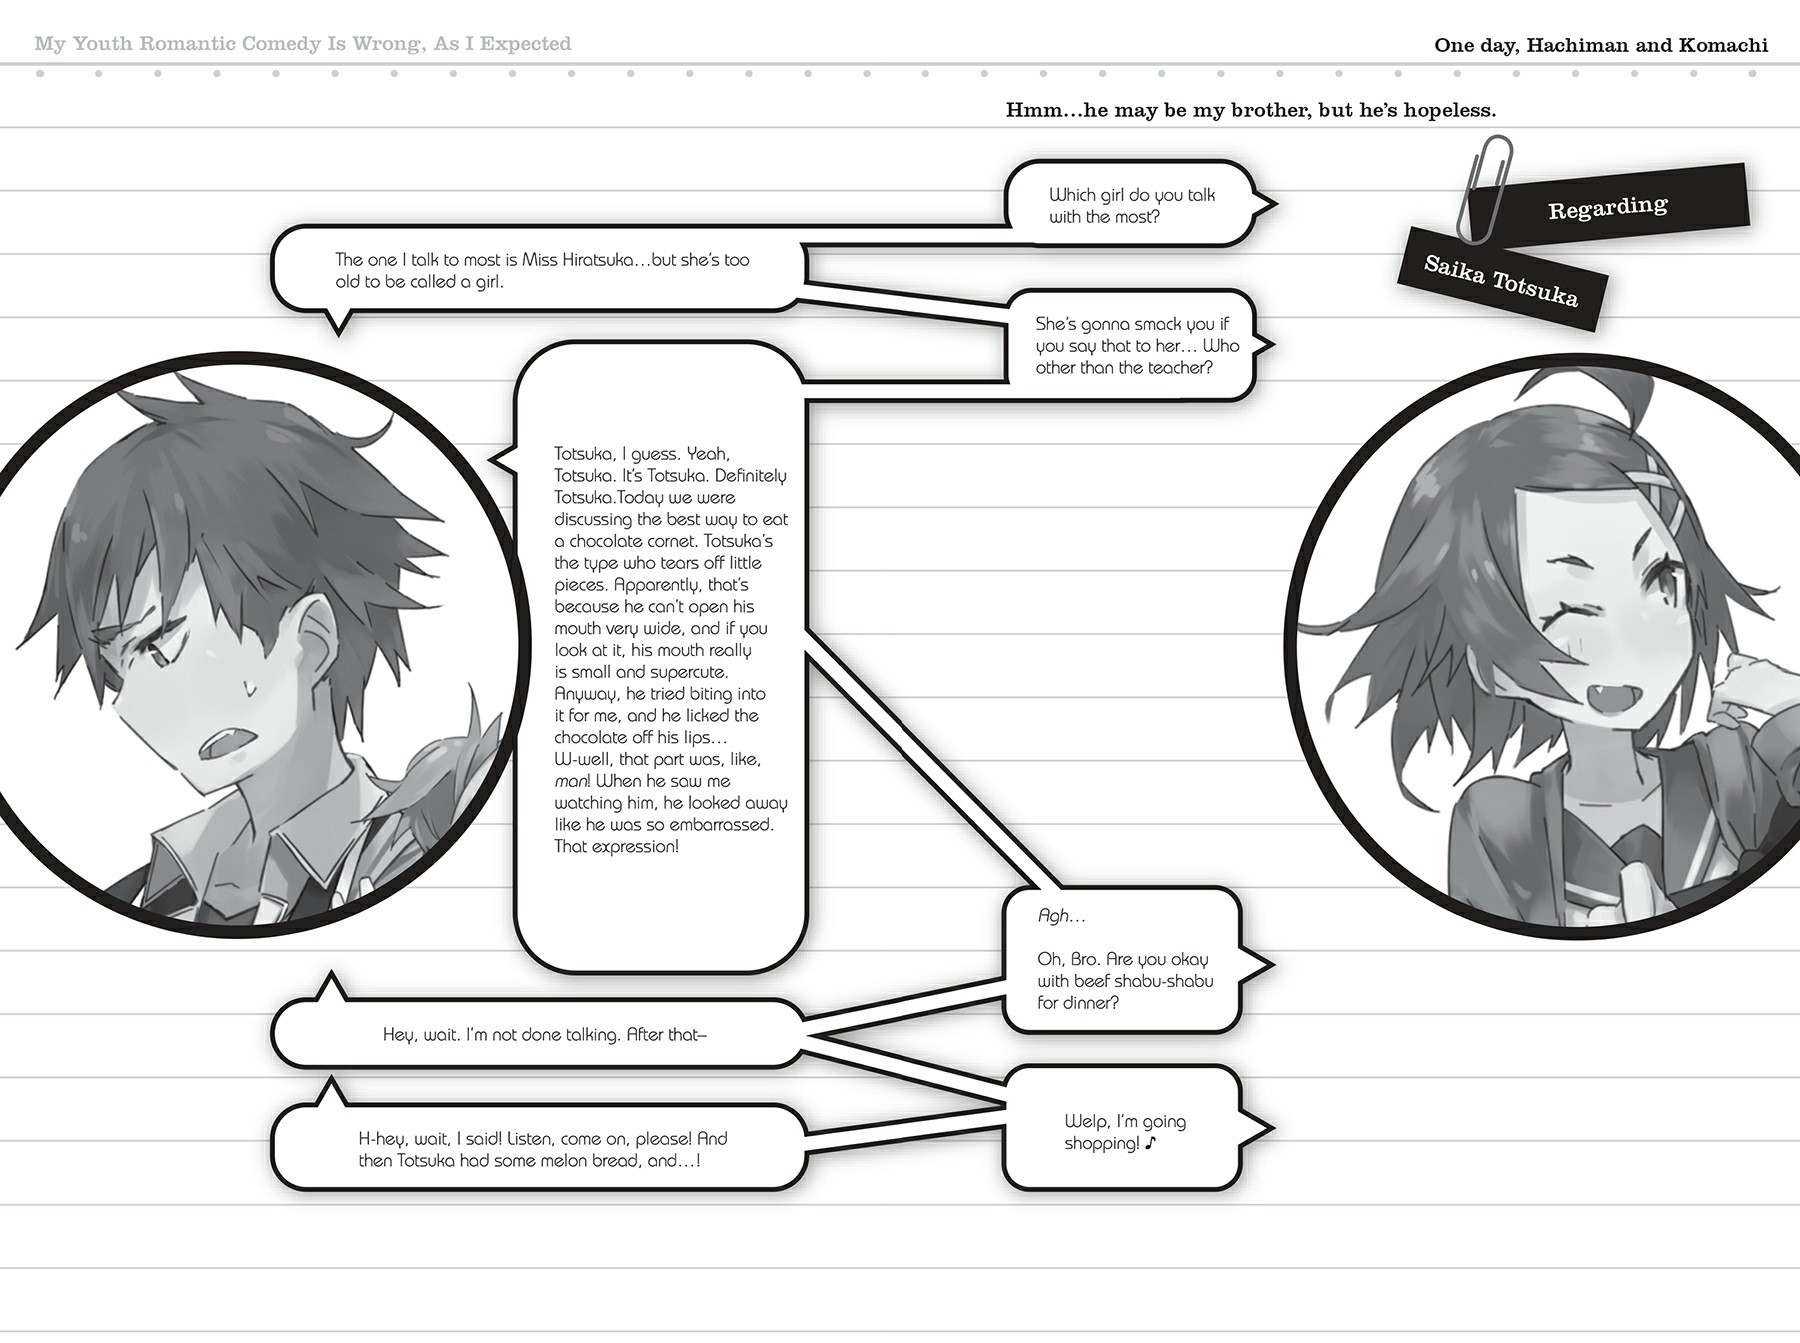 My Youth Romantic Comedy Is Wrong, As I Expected
One day, Hachiman and Komachi
Hmm...he may be my brother, but he's hopeless.
Regarding
Saika Totsuka
Which girl do you talk
with the most?
The one I talk to most is Miss Hiratsuka...but she's too
old to be called a girl.
She's gonna smack you if
you say that to her... Who
other than the teacher?
Totsuka, I guess. Yeah,
Totsuka. It's Totsuka. Definitely
Totsuka.Today we were
discussing the best way to eat
a chocolate cornet. Totsuka's
the type who tears off little
pieces. Apparently, that's
because he can't open his
mouth very wide, and if you
look at it, his mouth really
is small and supercute.
Anyway, he tried biting into
it for me, and he licked the
chocolate off his lips...
W-well, that part was, like,
man! When he saw me
watching him, he looked away
like he was so embarrassed.
That expression!
Agh...
Oh, Bro. Are you okay
with beef shabu-shabu
for dinner?
Hey, wait. I'm not done talking. After that—
Welp, I'm going
shopping! ♪
H-hey, wait, I said! Listen, come on, please! And
then Totsuka had some melon bread, and...!